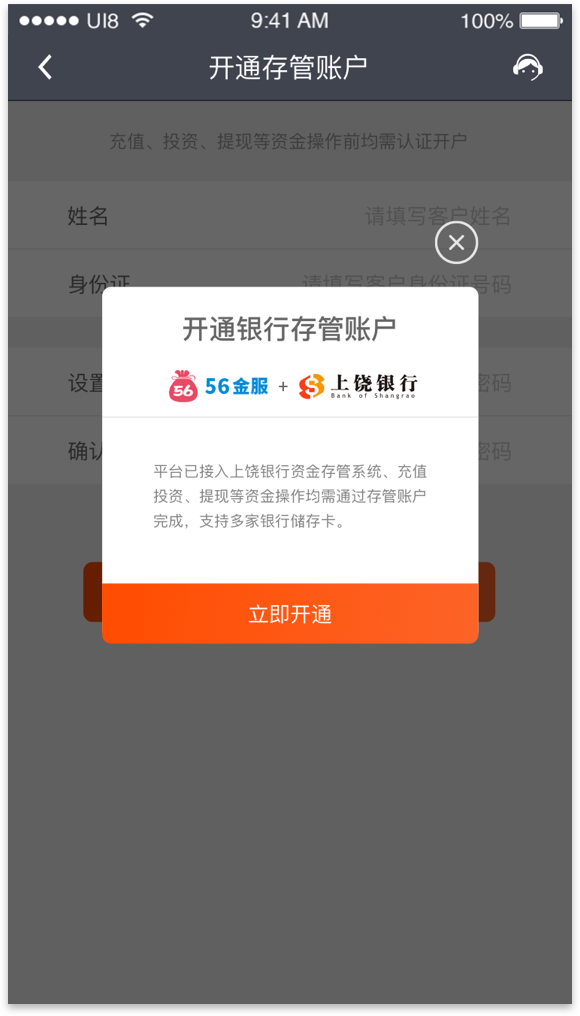 UI8 9:41 AM 100%
开通存管账户
充值、投资、提现等资金操作前均需认证开户
姓名 请填写客户姓名
身份证 请填写客户身份证号码
开通银行存管账户
56 56金服 + 上饶银行
Bank of Shangrao
设置 密码
确认 密码
平台已接入上饶银行资金存管系统、充值
投资、提现等资金操作均需通过存管账户
完成，支持多家银行储存卡。
立即开通